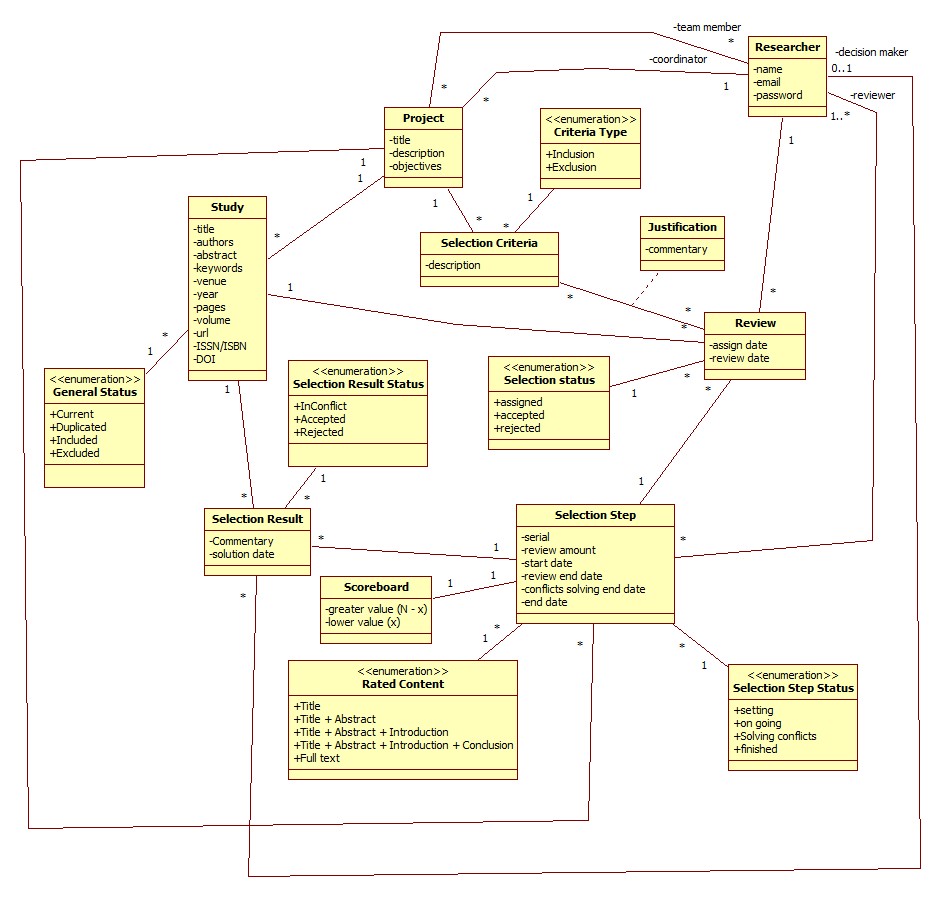 -team member
*
Researcher
-name
-email
-password
-decision maker
0..1
-coordinator
1
*
*
-reviewer
1..*
1
Project
-title
-description
-objectives
1
1
1
<<enumeration>>
Criteria Type
+Inclusion
+Exclusion
1
*
*
Selection Criteria
-description
*
Justification
-commentary
Study
-title
-authors
-abstract
-keywords
-venue
-year
-pages
-volume
-url
-ISSN/ISBN
-DOI
*
1
*
1
1
*
*
*
Review
-assign date
-review date
*
*
<<enumeration>>
General Status
+Current
+Duplicated
+Included
+Excluded
<<enumeration>>
Selection Result Status
+InConflict
+Accepted
+Rejected
1
<<enumeration>>
Selection status
+assigned
+accepted
+rejected
1
1
*
*
Selection Result
-Commentary
-solution date
*
*
Selection Step
-serial
-review amount
-start date
-review end date
-conflicts solving end date
-end date
1
1
1
*
*
*
*
Scoreboard
-greater value (N - x)
-lower value (x)
1
1
<<enumeration>>
Rated Content
+Title
+Title + Abstract
+Title + Abstract + Introduction
+Title + Abstract + Introduction + Conclusion
+Full text
1
<<enumeration>>
Selection Step Status
+setting
+on going
+Solving conflicts
+finished